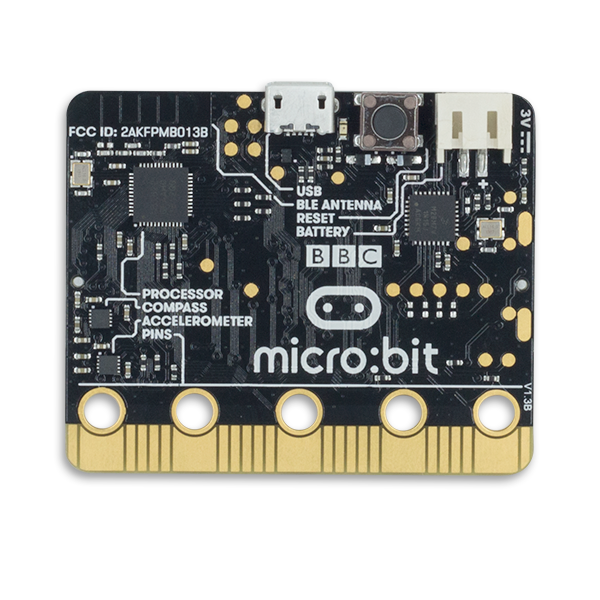 3V
FCC ID: 2AKFPMB013B
USB
BLE ANTENNA
RESET
BATTERY
+
BBC
PROCESSOR
COMPASS
ACCELEROMETER
PINS
micro:bit
V1.3B